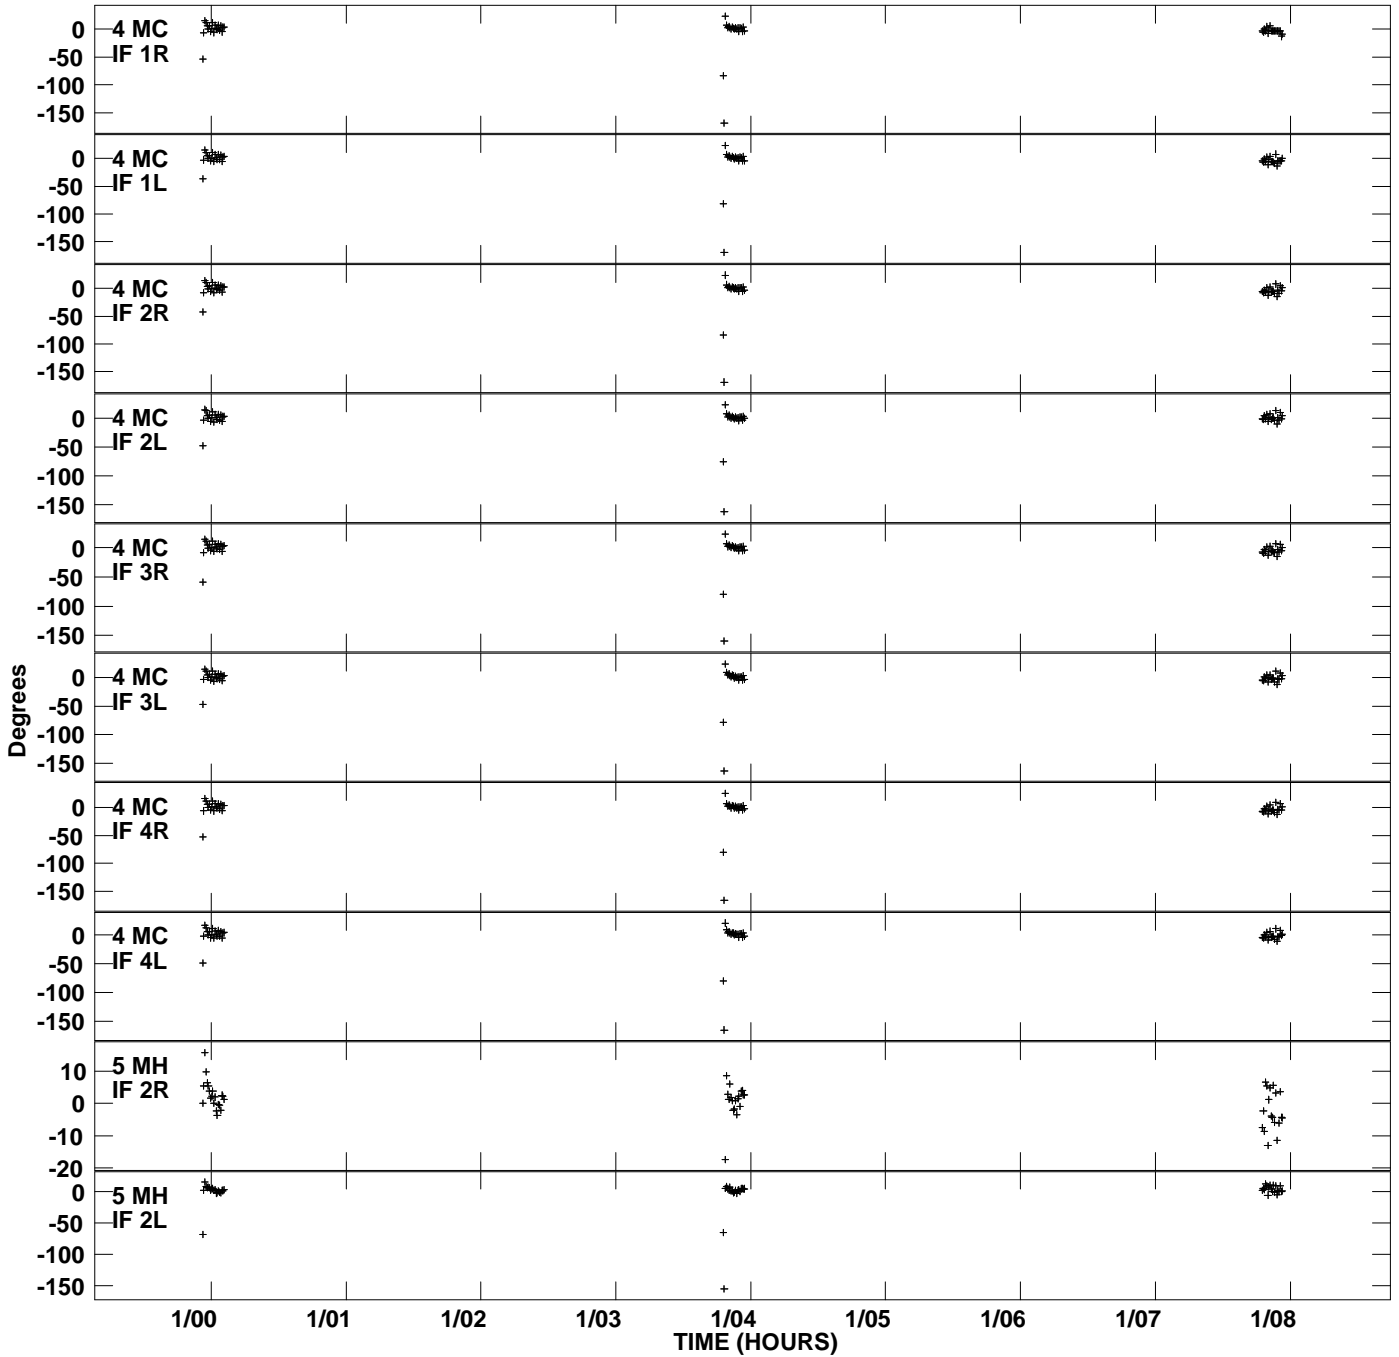 0 4 MC
-50 IF 1R
-100
-150
0 4 MC
-50 IF 1L
-100
-150
0 4 MC
-50 IF 2R
-100
-150
0 4 MC
-50 IF 2L
-100
-150
0 4 MC
-50 IF 3R
-100
-150
0 4 MC
-50 IF 3L
-100
-150
0 4 MC
-50 IF 4R
-100
-150
0 4 MC
-50 IF 4L
-100
-150
5 MH
10 IF 2R
0
-10
-20
0 5 MH
-50 IF 2L
-100
-150
Degrees
1/00 1/01 1/02 1/03 1/04 1/05 1/06 1/07 1/08
TIME (HOURS)